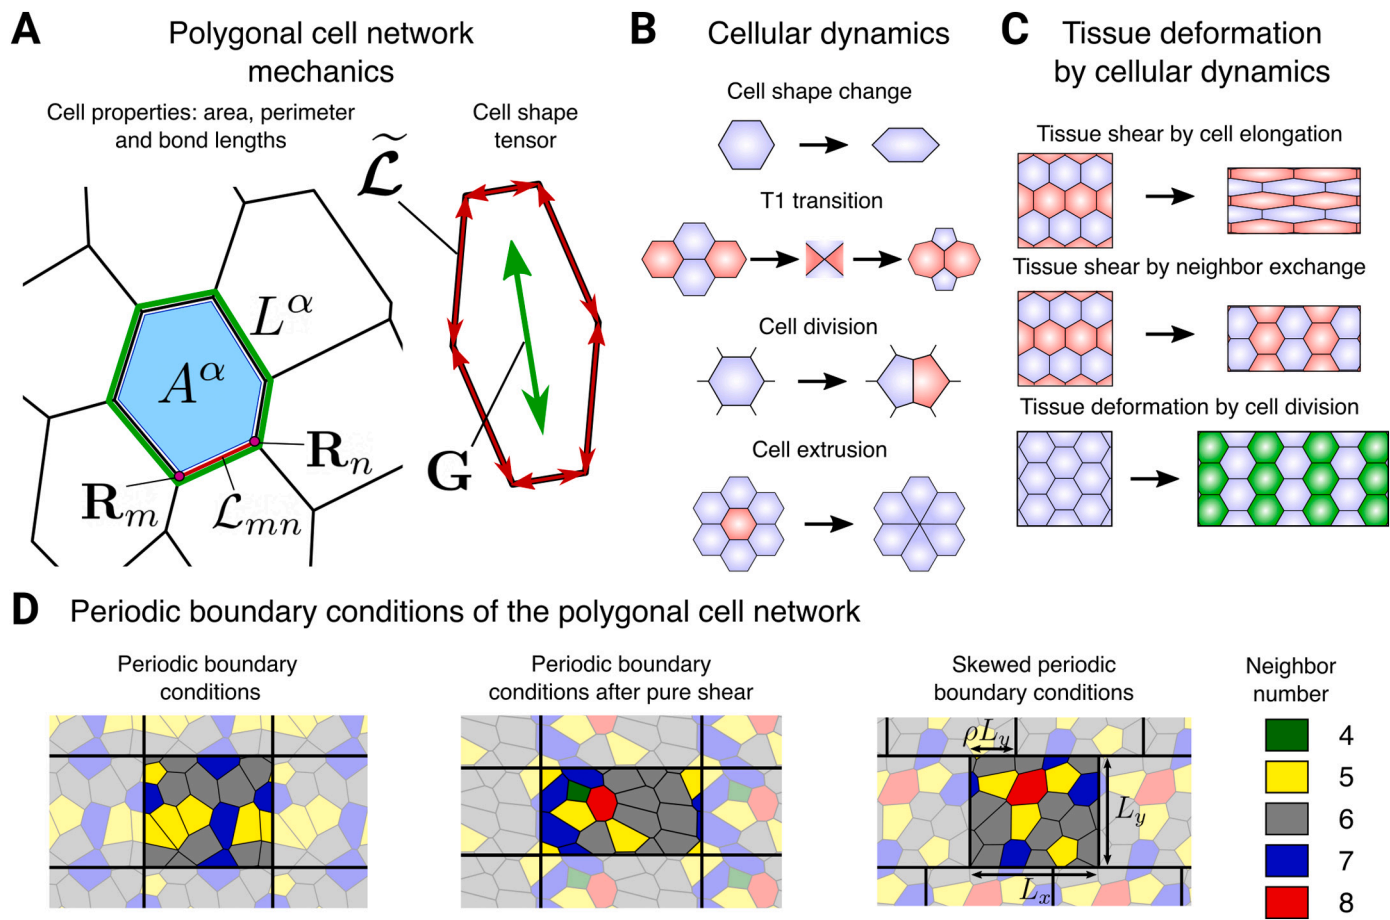 A
Polygonal cell network
mechanics
Cell properties: area, perimeter
and bond lengths
Cell shape
tensor
𝓛̃
L^α
A^α
R_n
R_m
𝓛_mn
G
B
Cellular dynamics
Cell shape change
T1 transition
Cell division
Cell extrusion
C
Tissue deformation
by cellular dynamics
Tissue shear by cell elongation
Tissue shear by neighbor exchange
Tissue deformation by cell division
D
Periodic boundary conditions of the polygonal cell network
Periodic boundary
conditions
Periodic boundary
conditions after pure shear
Skewed periodic
boundary conditions
ρL_y
L_y
L_x
Neighbor
number
4
5
6
7
8